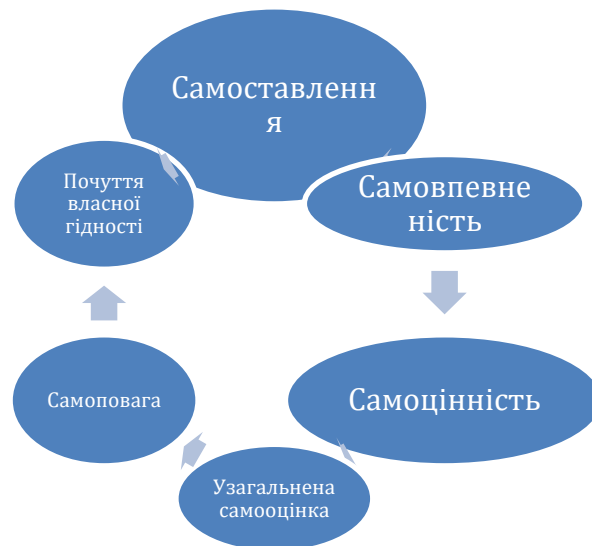 Самоставленн
я
Самовпевне
ність
Самоцінність
Узагальнена
самооцінка
Самоповага
Почуття
власної
гідності